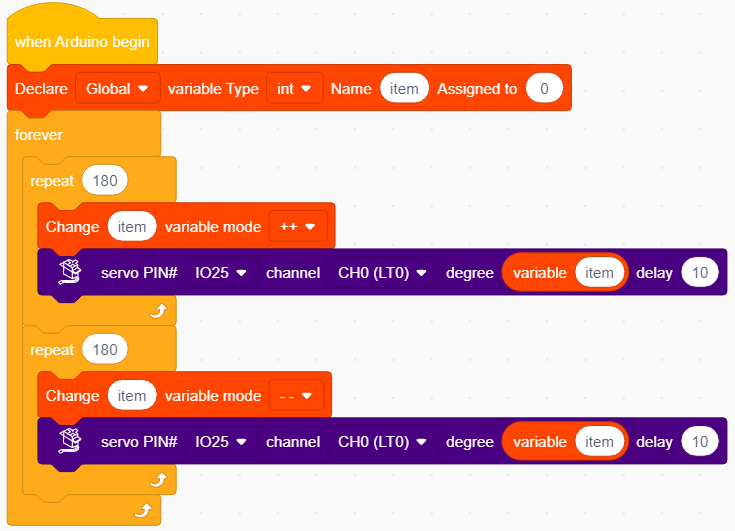 when Arduino begin
Declare Global variable Type int Name item Assigned to 0
forever
repeat 180
Change item variable mode ++
servo PIN# IO25 channel CH0 (LT0) degree variable item delay 10
repeat 180
Change item variable mode --
servo PIN# IO25 channel CH0 (LT0) degree variable item delay 10